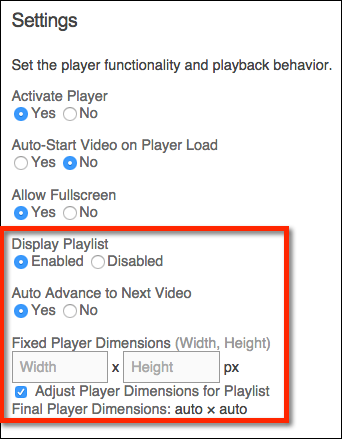 Settings
Set the player functionality and playback behavior.
Activate Player
Yes No
Auto-Start Video on Player Load
Yes No
Allow Fullscreen
Yes No
Display Playlist
Enabled Disabled
Auto Advance to Next Video
Yes No
Fixed Player Dimensions (Width, Height)
Width x Height px
Adjust Player Dimensions for Playlist
Final Player Dimensions: auto × auto